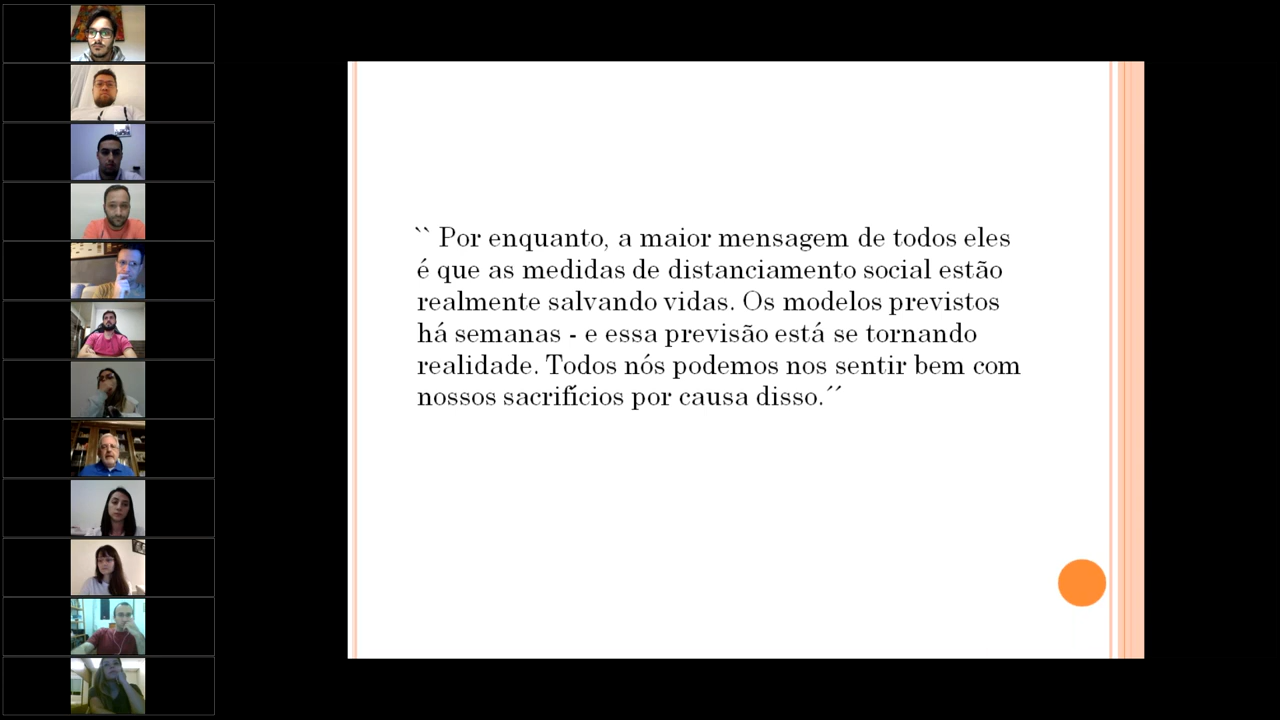 `` Por enquanto, a maior mensagem de todos eles
é que as medidas de distanciamento social estão
realmente salvando vidas. Os modelos previstos
há semanas - e essa previsão está se tornando
realidade. Todos nós podemos nos sentir bem com
nossos sacrifícios por causa disso.´´